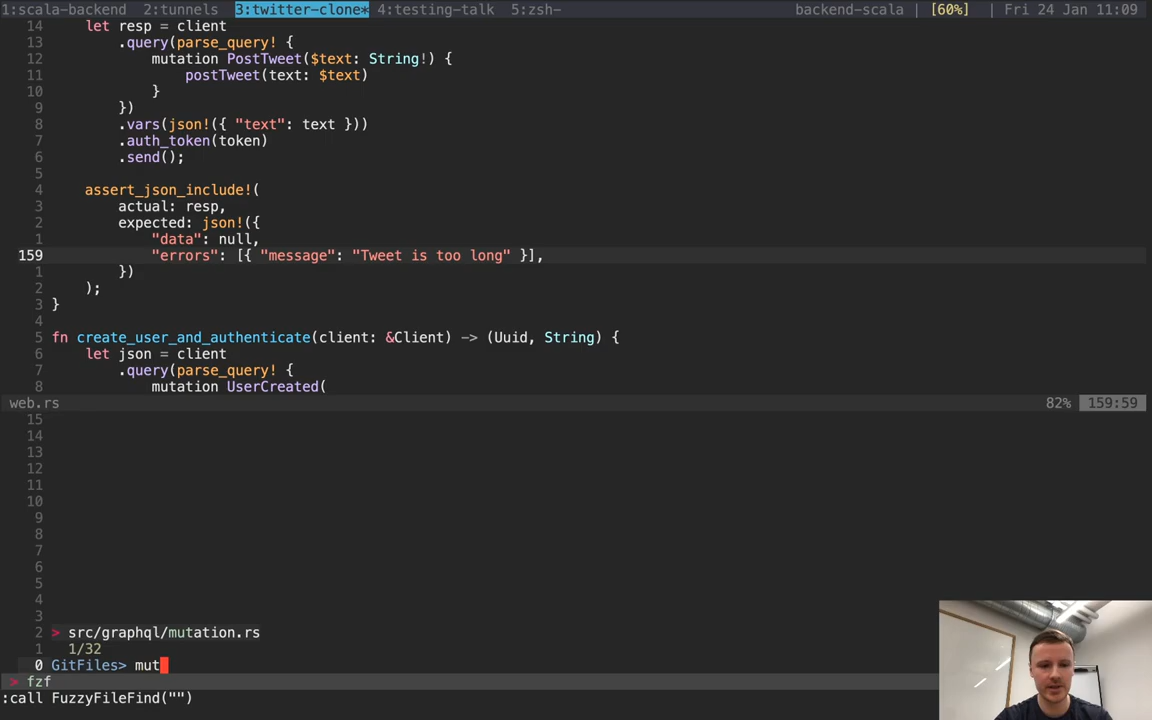 1:scala-backend 2:tunnels 3:twitter-clone* 4:testing-talk 5:zsh- backend-scala | [60%] | Fri 24 Jan 11:09
14 let resp = client
13 .query(parse_query! {
12 mutation PostTweet($text: String!) {
11 postTweet(text: $text)
10 }
9 })
8 .vars(json!({ "text": text }))
7 .auth_token(token)
6 .send();
5
4 assert_json_include!(
3 actual: resp,
2 expected: json!({
1 "data": null,
159 "errors": [{ "message": "Tweet is too long" }],
1 })
2 );
3 }
4
5 fn create_user_and_authenticate(client: &Client) -> (Uuid, String) {
6 let json = client
7 .query(parse_query! {
8 mutation UserCreated(
web.rs 82% 159:59
15
14
13
12
11
10
9
8
7
6
5
4
3
2 > src/graphql/mutation.rs
1 1/32
0 GitFiles> mut
> fzf
:call FuzzyFileFind("")